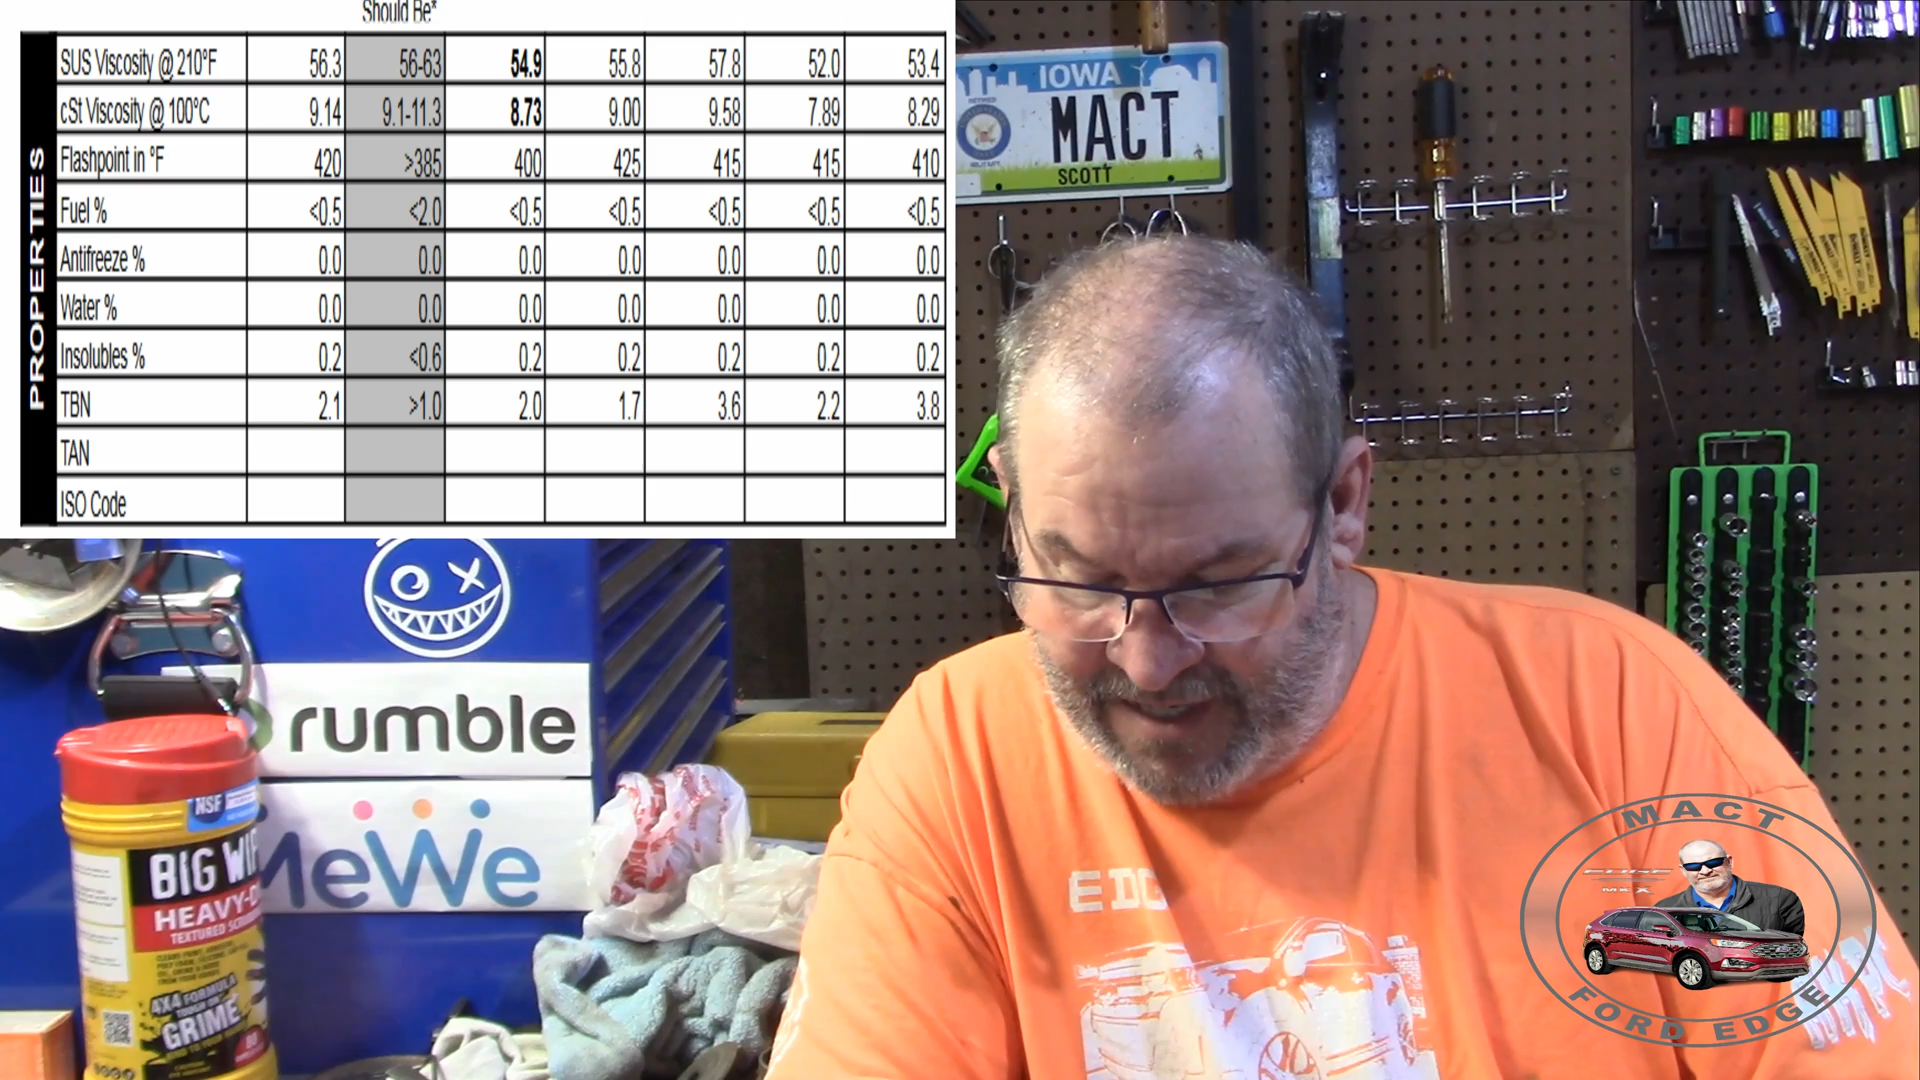 Should Be*
PROPERTIES
SUS Viscosity @ 210°F 56.3 56-63 54.9 55.8 57.8 52.0 53.4
cSt Viscosity @ 100°C 9.14 9.1-11.3 8.73 9.00 9.58 7.89 8.29
Flashpoint in °F 420 >385 400 425 415 415 410
Fuel % <0.5 <2.0 <0.5 <0.5 <0.5 <0.5 <0.5
Antifreeze % 0.0 0.0 0.0 0.0 0.0 0.0 0.0
Water % 0.0 0.0 0.0 0.0 0.0 0.0 0.0
Insolubles % 0.2 <0.6 0.2 0.2 0.2 0.2 0.2
TBN 2.1 >1.0 2.0 1.7 3.6 2.2 3.8
TAN
ISO Code
IOWA
MACT
SCOTT
rumble
MeWe
NSF
BIG WI
HEAVY-D
TEXTURED SC
4X4 FORMULA
GRIME
EDG
MACT
EDGE
MKX
FORD EDGE